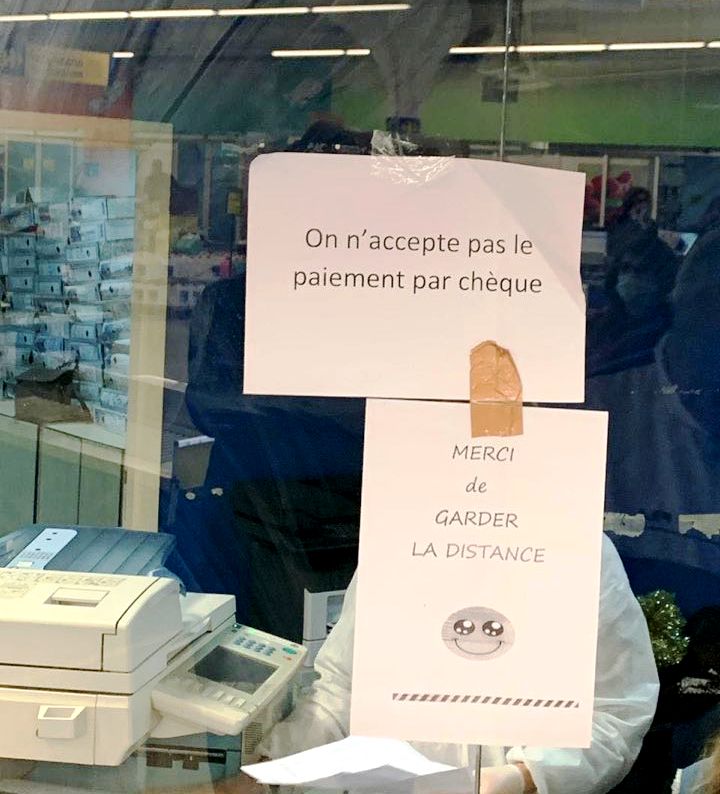 On n'accepte pas le
paiement par chèque
MERCI
de
GARDER
LA DISTANCE